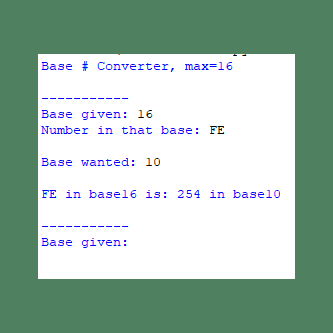 Base # Converter, max=16
-----------
Base given: 16
Number in that base: FE
Base wanted: 10
FE in base16 is: 254 in base10
-----------
Base given: